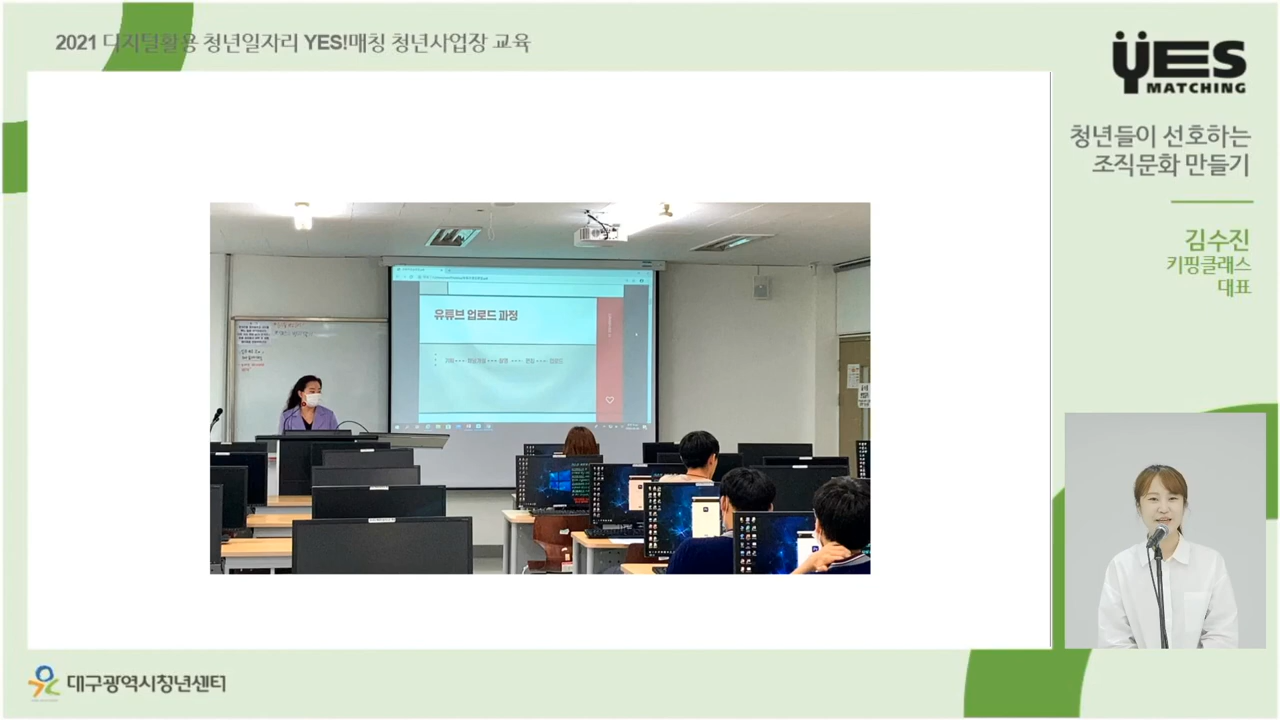 2021 디지털활용 청년일자리 YES!매칭 청년사업장 교육
YES
MATCHING
청년들이 선호하는
조직문화 만들기
김수진
키핑클래스
대표
유튜브 업로드 과정
대구광역시청년센터